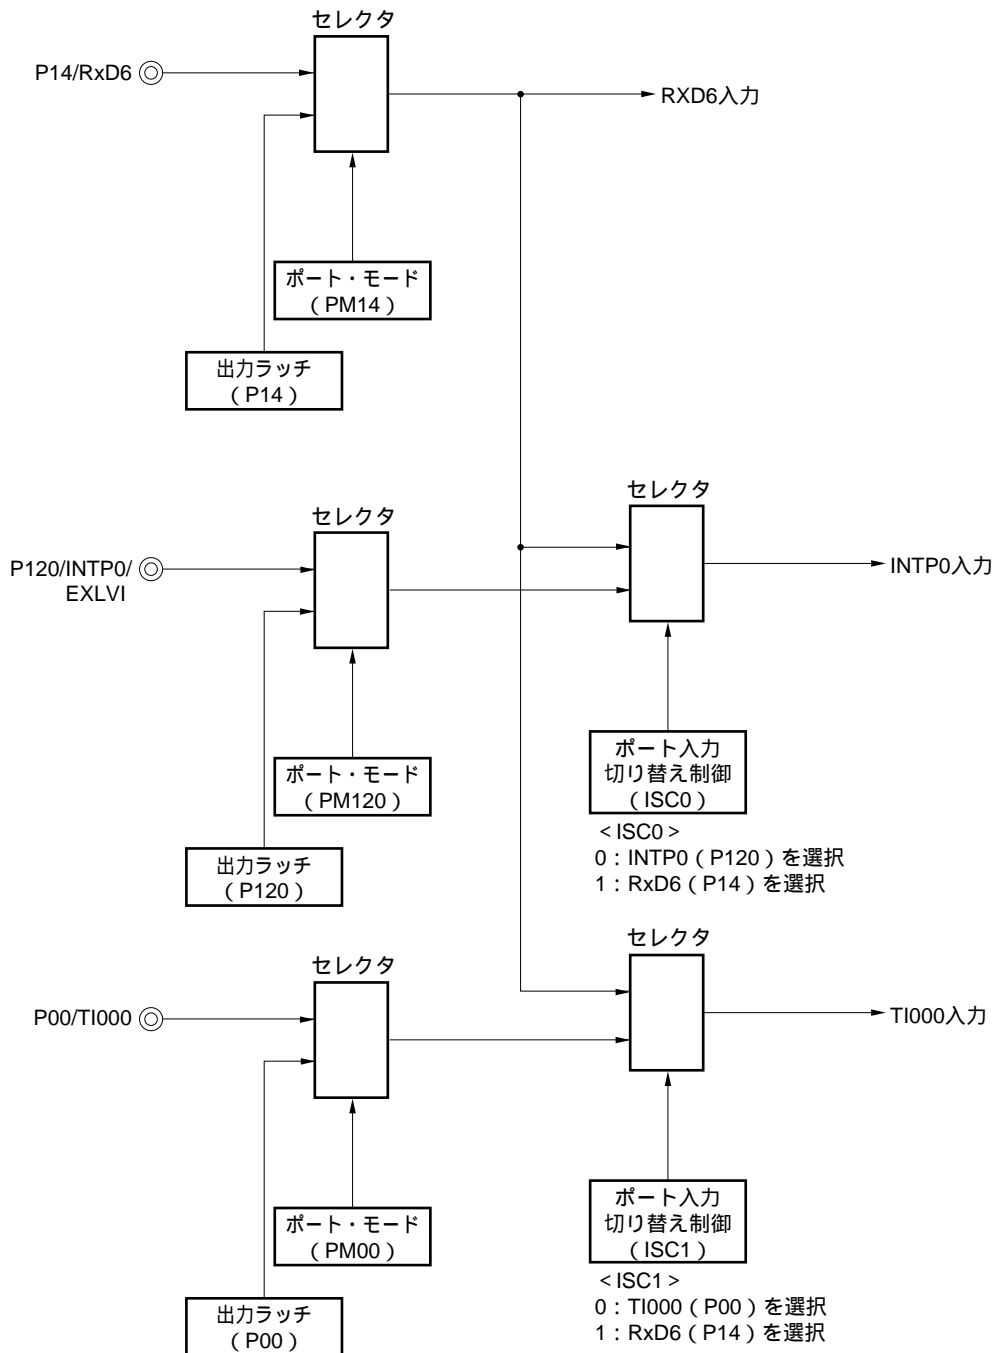 セレクタ
P14/RxD6
RXD6入力
ポート・モード
（PM14）
出力ラッチ
（P14）
セレクタ
セレクタ
P120/INTP0/
EXLVI
INTP0入力
ポート・モード
（PM120）
ポート入力
切り替え制御
（ISC0）
出力ラッチ
（P120）
＜ISC0＞
0：INTP0（P120）を選択
1：RxD6（P14）を選択
セレクタ
セレクタ
P00/TI000
TI000入力
ポート・モード
（PM00）
ポート入力
切り替え制御
（ISC1）
出力ラッチ
（P00）
＜ISC1＞
0：TI000（P00）を選択
1：RxD6（P14）を選択